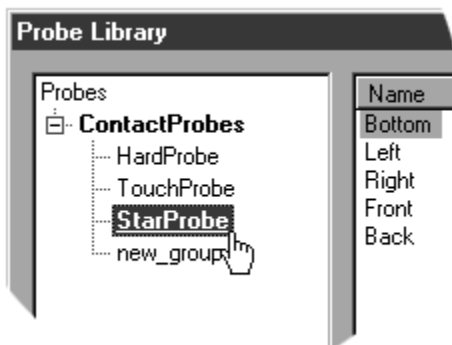 Probe Library
Probes
ContactProbes
HardProbe
TouchProbe
StarProbe
new_group
Name
Bottom
Left
Right
Front
Back